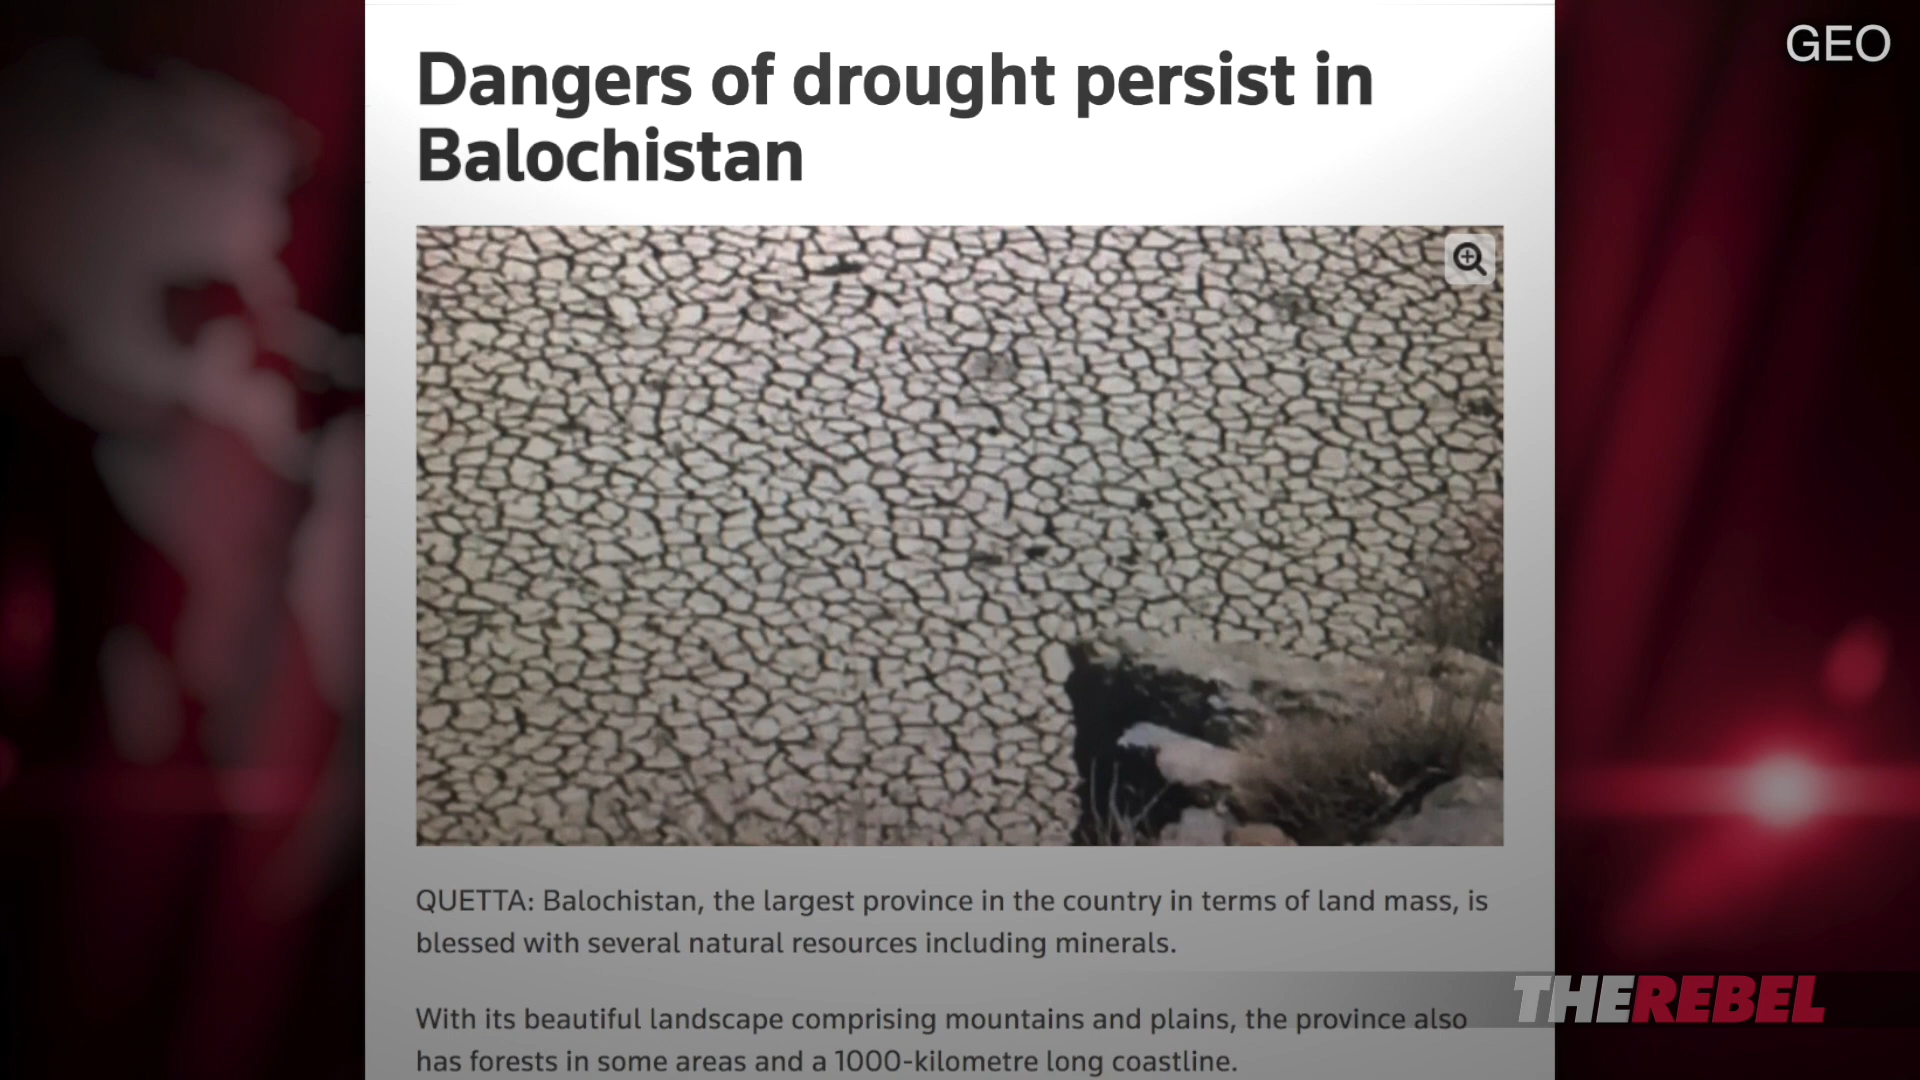 GEO
Dangers of drought persist in
Balochistan
QUETTA: Balochistan, the largest province in the country in terms of land mass, is
blessed with several natural resources including minerals.
THEREBEL
With its beautiful landscape comprising mountains and plains, the province also
has forests in some areas and a 1000-kilometre long coastline.